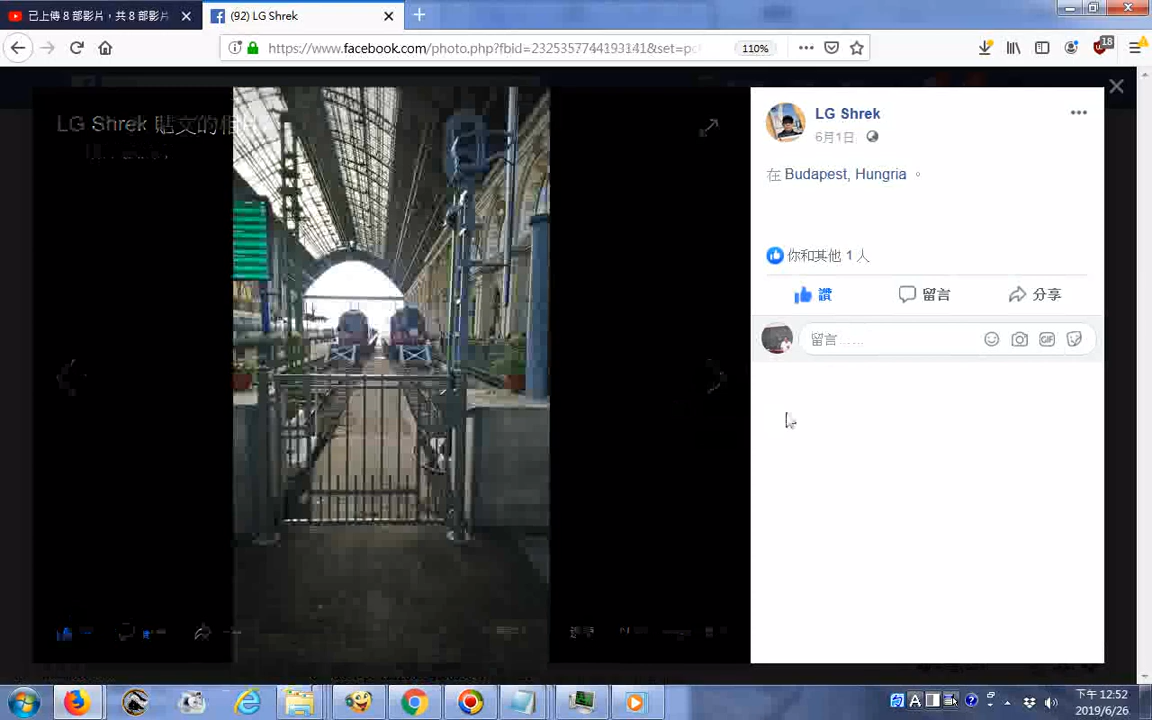 已上傳 8 部影片，共 8 部影片
(92) LG Shrek
https://www.facebook.com/photo.php?fbid=2325357744193141&set=pc
110%
18
LG Shrek 貼文的相片
LG Shrek
6月1日
在 Budapest, Hungria 。
你和其他 1 人
讚 留言 分享
留言……
GIF
A
下午 12:52
2019/6/26